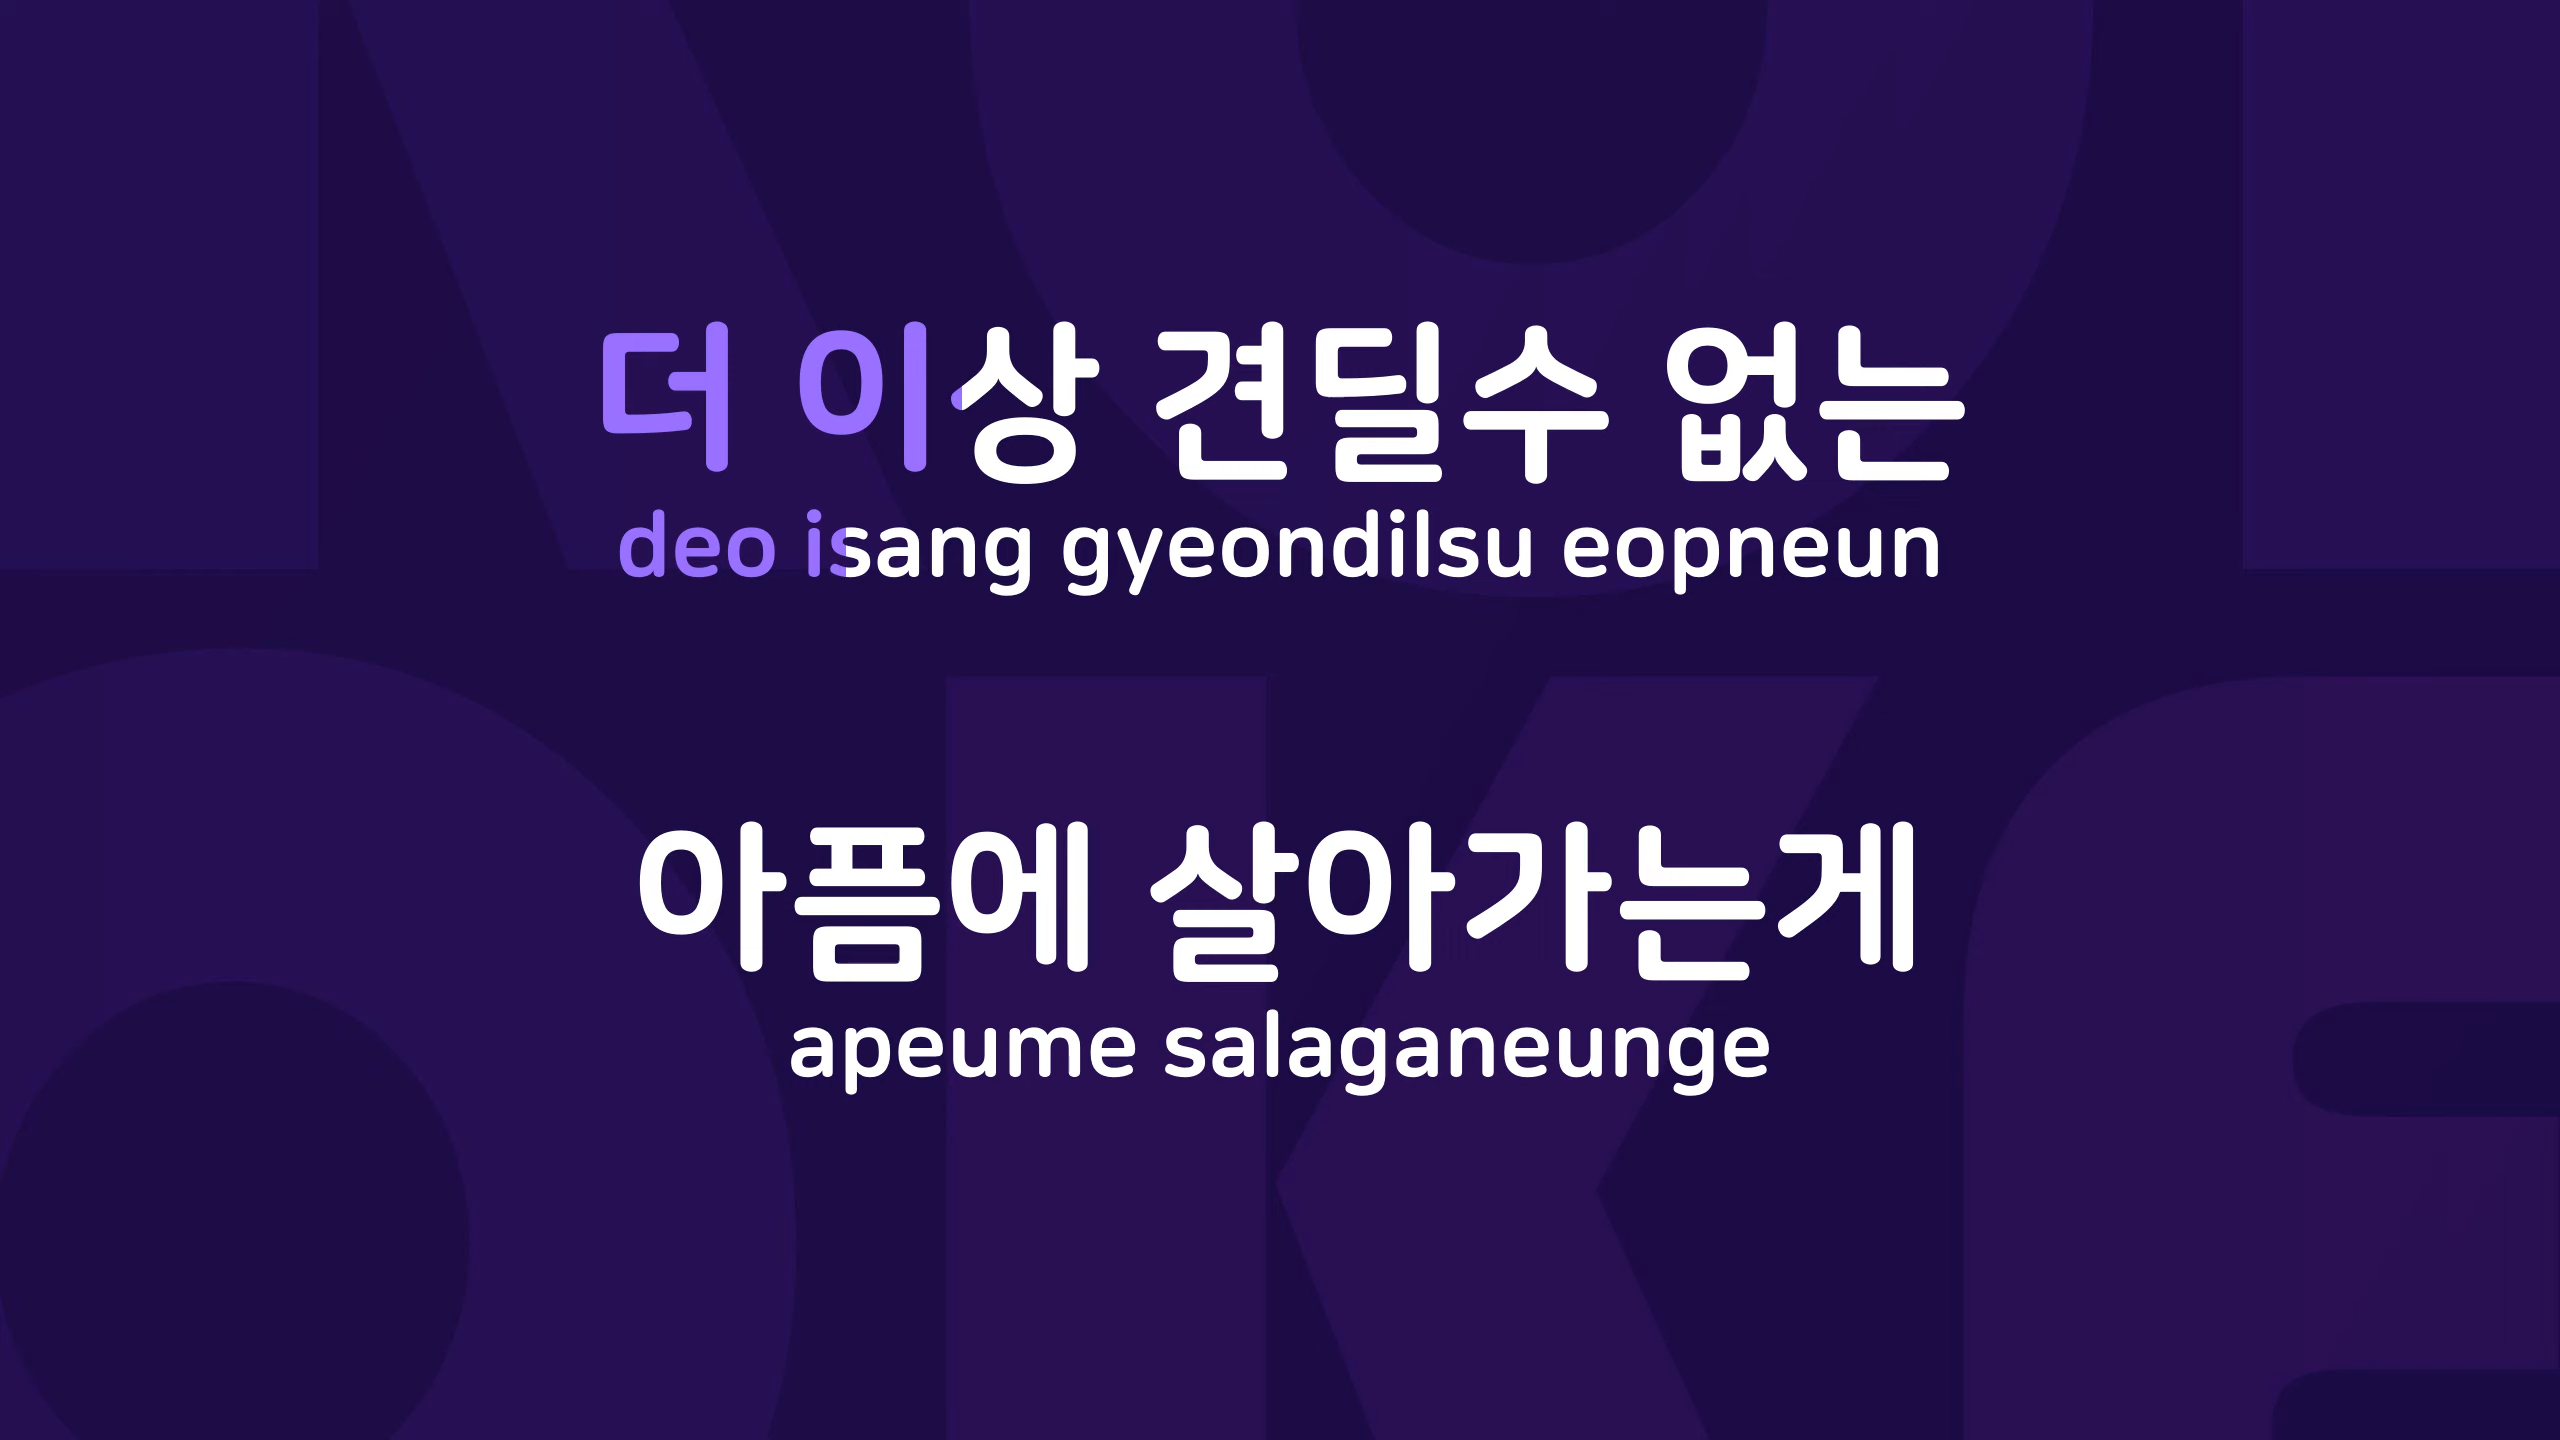 더 이상 견딜수 없는
deo isang gyeondilsu eopneun
아픔에 살아가는게
apeume salaganeunge